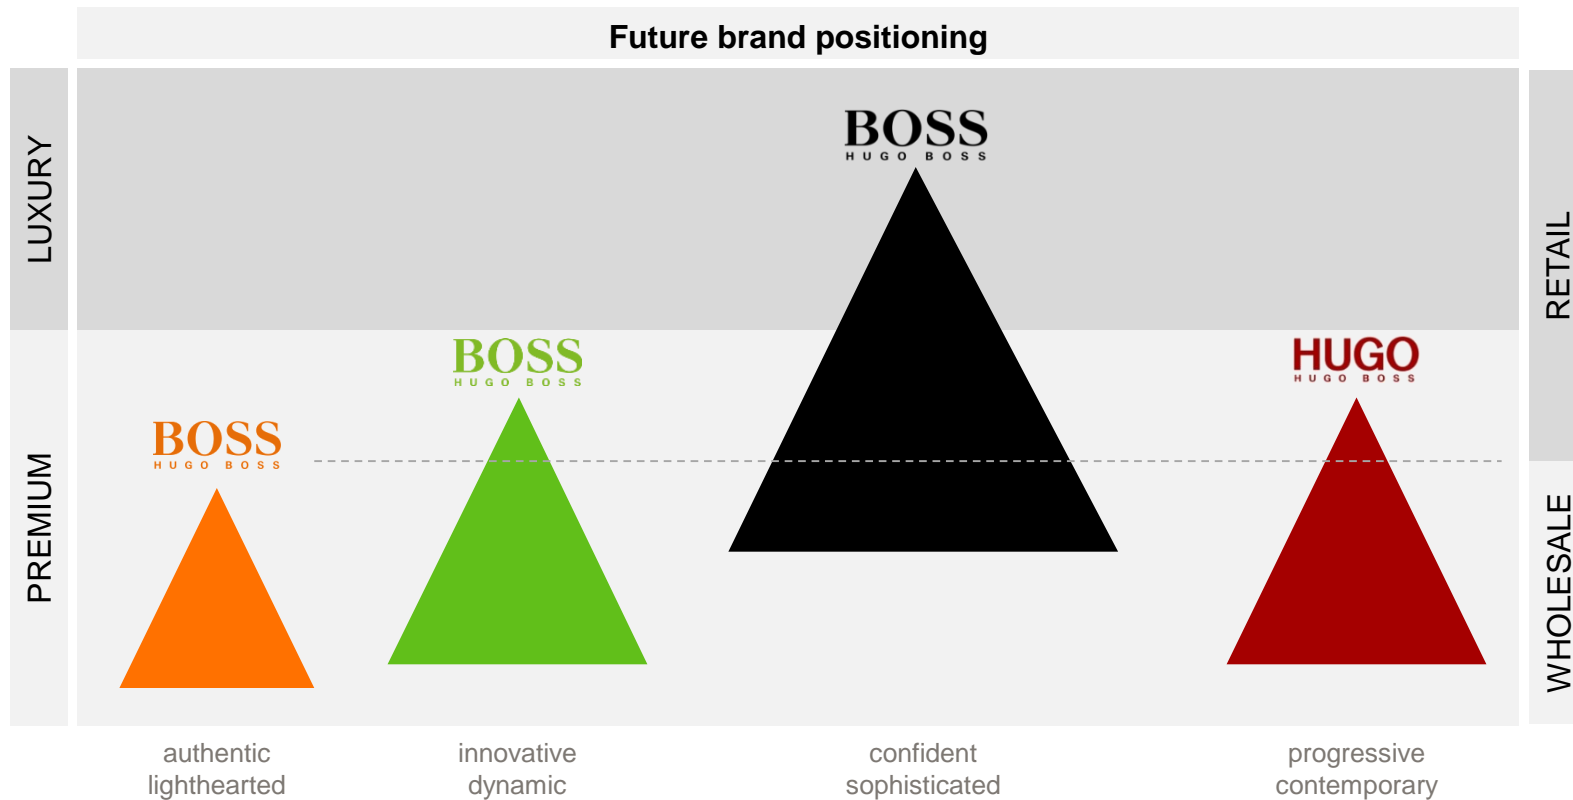 Future brand positioning
LUXURY
PREMIUM
RETAIL
WHOLESALE
BOSS
HUGO BOSS
BOSS
HUGO BOSS
BOSS
HUGO BOSS
HUGO
HUGO BOSS
authentic
lighthearted
innovative
dynamic
confident
sophisticated
progressive
contemporary